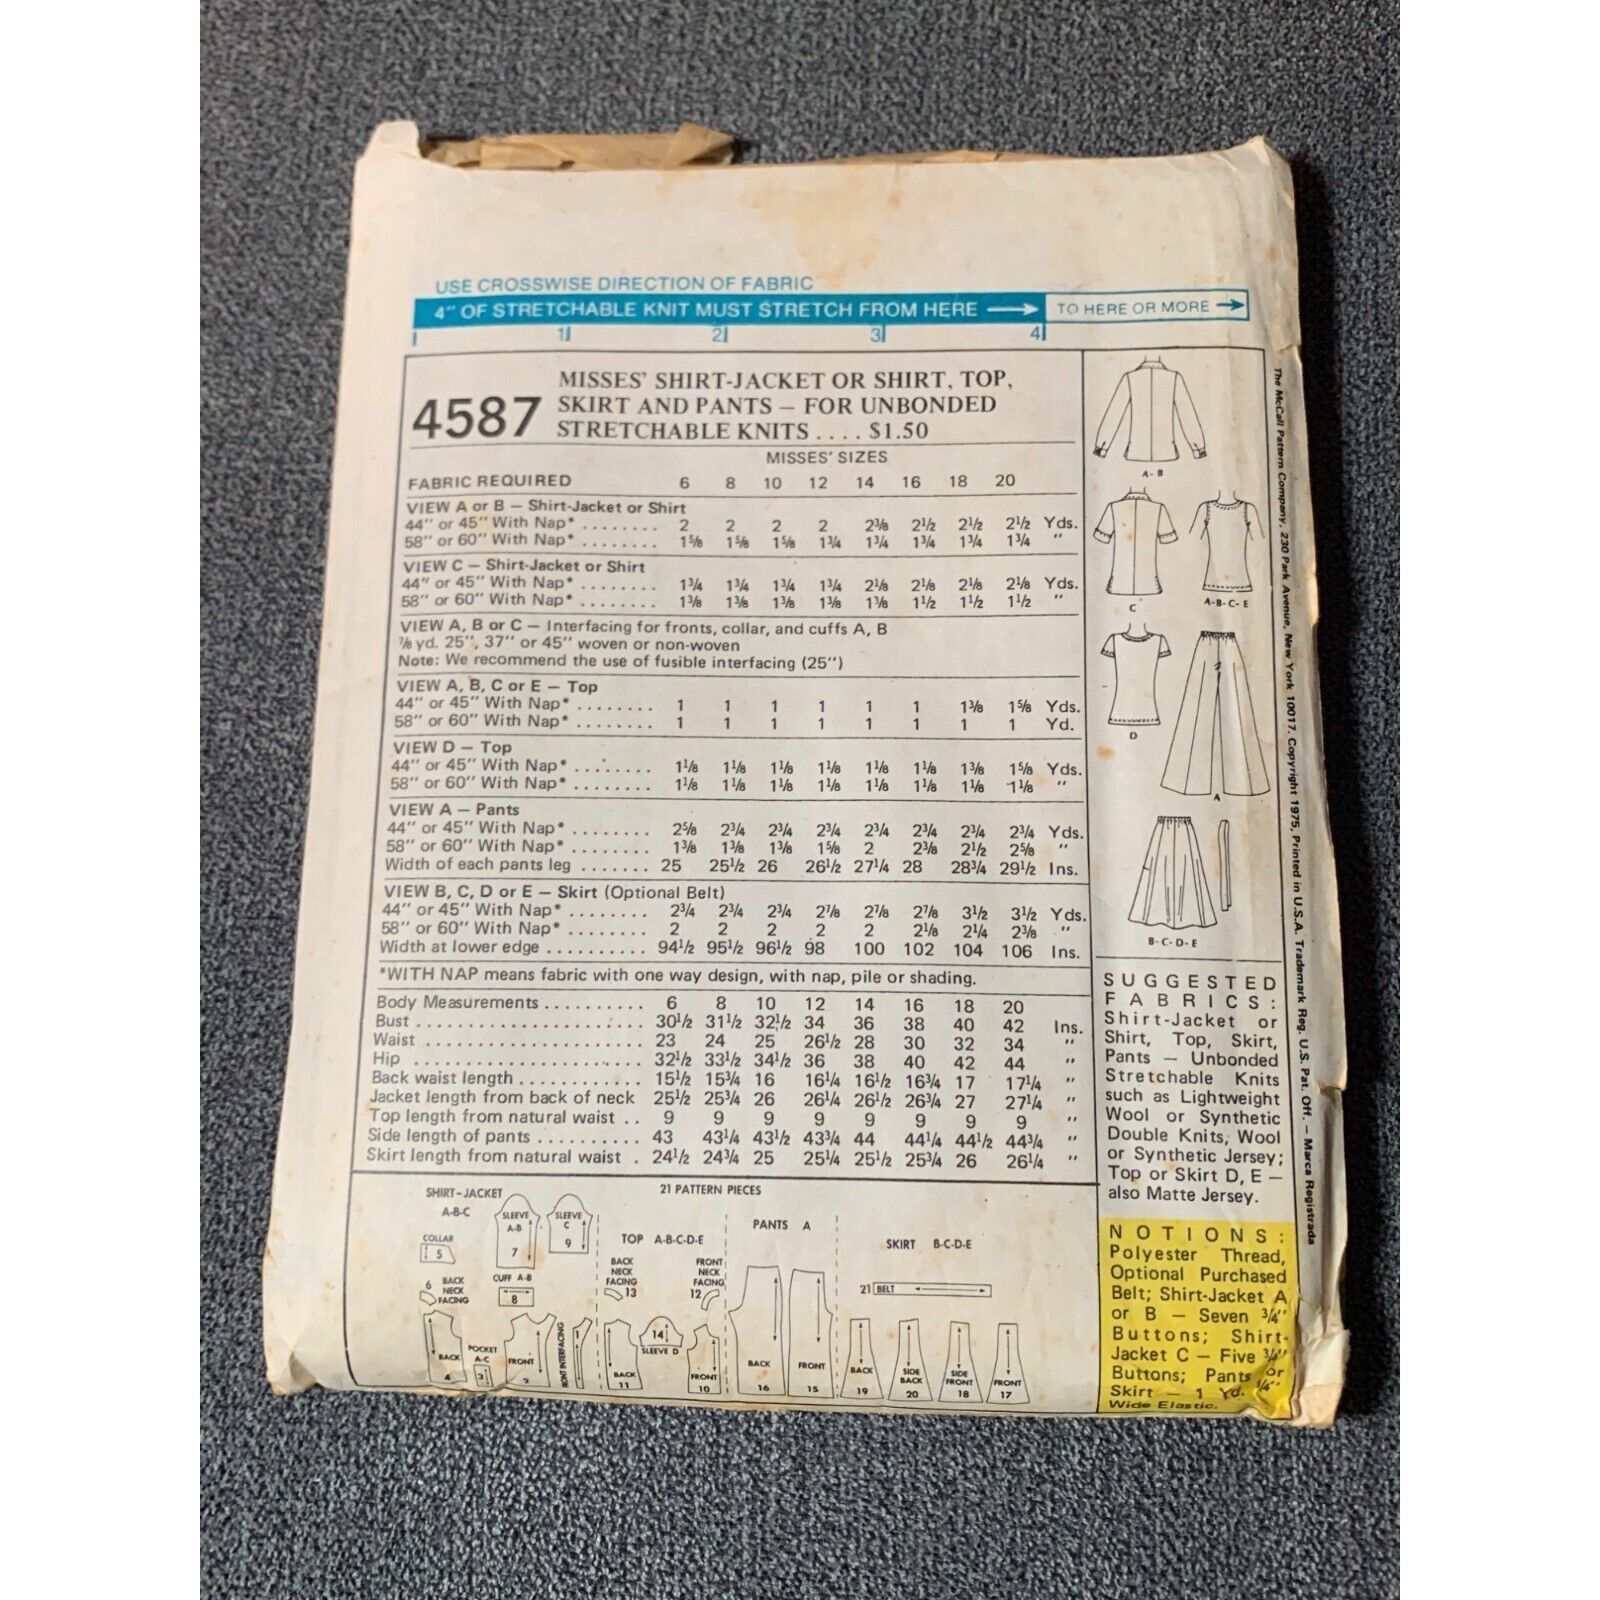 USE CROSSWISE DIRECTION OF FABRIC
4" OF STRETCHABLE KNIT MUST STRETCH FROM HERE → TO HERE OR MORE →
1 2 3 4
4587
MISSES' SHIRT-JACKET OR SHIRT, TOP,
SKIRT AND PANTS – FOR UNBONDED
STRETCHABLE KNITS .... $1.50
MISSES' SIZES
FABRIC REQUIRED 6 8 10 12 14 16 18 20
VIEW A or B – Shirt-Jacket or Shirt
44" or 45" With Nap* ........ 2 2 2 2 2⅜ 2½ 2½ 2½ Yds.
58" or 60" With Nap* ........ 1⅝ 1⅝ 1⅝ 1¾ 1¾ 1¾ 1¾ 1¾ "
VIEW C – Shirt-Jacket or Shirt
44" or 45" With Nap* ........ 1¾ 1¾ 1¾ 1¾ 2⅛ 2⅛ 2⅛ 2⅛ Yds.
58" or 60" With Nap* ........ 1⅜ 1⅜ 1⅜ 1⅜ 1⅜ 1½ 1½ 1½ "
VIEW A, B or C – Interfacing for fronts, collar, and cuffs A, B
⅞ yd. 25", 37" or 45" woven or non-woven
Note: We recommend the use of fusible interfacing (25")
VIEW A, B, C or E – Top
44" or 45" With Nap* ........ 1 1 1 1 1 1 1⅜ 1⅝ Yds.
58" or 60" With Nap* ........ 1 1 1 1 1 1 1 1 Yd.
VIEW D – Top
44" or 45" With Nap* ........ 1⅛ 1⅛ 1⅛ 1⅛ 1⅛ 1⅛ 1⅜ 1⅝ Yds.
58" or 60" With Nap* ........ 1⅛ 1⅛ 1⅛ 1⅛ 1⅛ 1⅛ 1⅛ 1⅛ "
VIEW A – Pants
44" or 45" With Nap* ........ 2⅝ 2¾ 2¾ 2¾ 2¾ 2¾ 2¾ 2¾ Yds.
58" or 60" With Nap* ........ 1⅜ 1⅜ 1⅜ 1⅝ 2 2⅜ 2½ 2⅝ "
Width of each pants leg ....... 25 25½ 26 26½ 27¼ 28 28¾ 29½ Ins.
VIEW B, C, D or E – Skirt (Optional Belt)
44" or 45" With Nap* ........ 2¾ 2¾ 2¾ 2⅞ 2⅞ 2⅞ 3½ 3½ Yds.
58" or 60" With Nap* ........ 2 2 2 2 2 2⅛ 2¼ 2⅜ "
Width at lower edge .......... 94½ 95½ 96½ 98 100 102 104 106 Ins.
*WITH NAP means fabric with one way design, with nap, pile or shading.
Body Measurements .......... 6 8 10 12 14 16 18 20
Bust ....................... 30½ 31½ 32½ 34 36 38 40 42 Ins.
Waist ...................... 23 24 25 26½ 28 30 32 34 "
Hip ....................... 32½ 33½ 34½ 36 38 40 42 44 "
Back waist length ............ 15½ 15¾ 16 16¼ 16½ 16¾ 17 17¼ "
Jacket length from back of neck 25½ 25¾ 26 26¼ 26½ 26¾ 27 27¼ "
Top length from natural waist .. 9 9 9 9 9 9 9 9 "
Side length of pants .......... 43 43¼ 43½ 43¾ 44 44¼ 44½ 44¾ "
Skirt length from natural waist . 24½ 24¾ 25 25¼ 25½ 25¾ 26 26¼ "
A-B
C
A-B-C-E
D
A
B-C-D-E
SUGGESTED
FABRICS:
Shirt-Jacket or
Shirt, Top, Skirt,
Pants – Unbonded
Stretchable Knits
such as Lightweight
Wool or Synthetic
Double Knits, Wool
or Synthetic Jersey;
Top or Skirt D, E –
also Matte Jersey.
NOTIONS:
Polyester Thread,
Optional Purchased
Belt; Shirt-Jacket A
or B – Seven ¾"
Buttons; Shirt-
Jacket C – Five ¾"
Buttons; Pants or
Skirt – 1 Yd. ¼"
Wide Elastic.
21 PATTERN PIECES
SHIRT-JACKET
A-B-C
COLLAR
5
SLEEVE
A-B
7
SLEEVE
C
9
6 BACK
NECK
FACING
CUFF A-B
8
BACK
4
POCKET
A-C
3
FRONT
2
FRONT INTERFACING
1
TOP A-B-C-D-E
BACK
NECK
FACING
13
FRONT
NECK
FACING
12
BACK
11
14
SLEEVE D
FRONT
10
PANTS A
BACK
16
FRONT
15
SKIRT B-C-D-E
21 BELT
BACK
19
SIDE
BACK
20
SIDE
FRONT
18
FRONT
17
The McCall Pattern Company, 230 Park Avenue, New York 10017. Copyright 1975, Printed in U.S.A. Trademark Reg. U.S. Pat. Off. – Marca Registrada